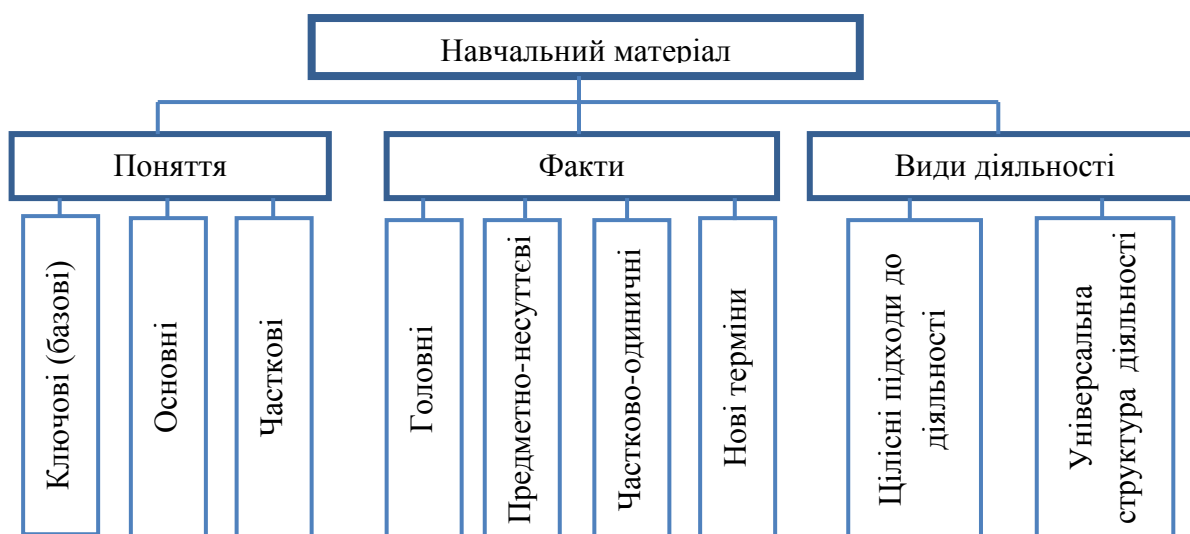 Навчальний матеріал
Поняття
Факти
Види діяльності
Ключові (базові)
Основні
Часткові
Головні
Предметно-несуттєві
Частково-одиничні
Нові терміни
Цілісні підходи до
діяльності
Універсальна
структура діяльності